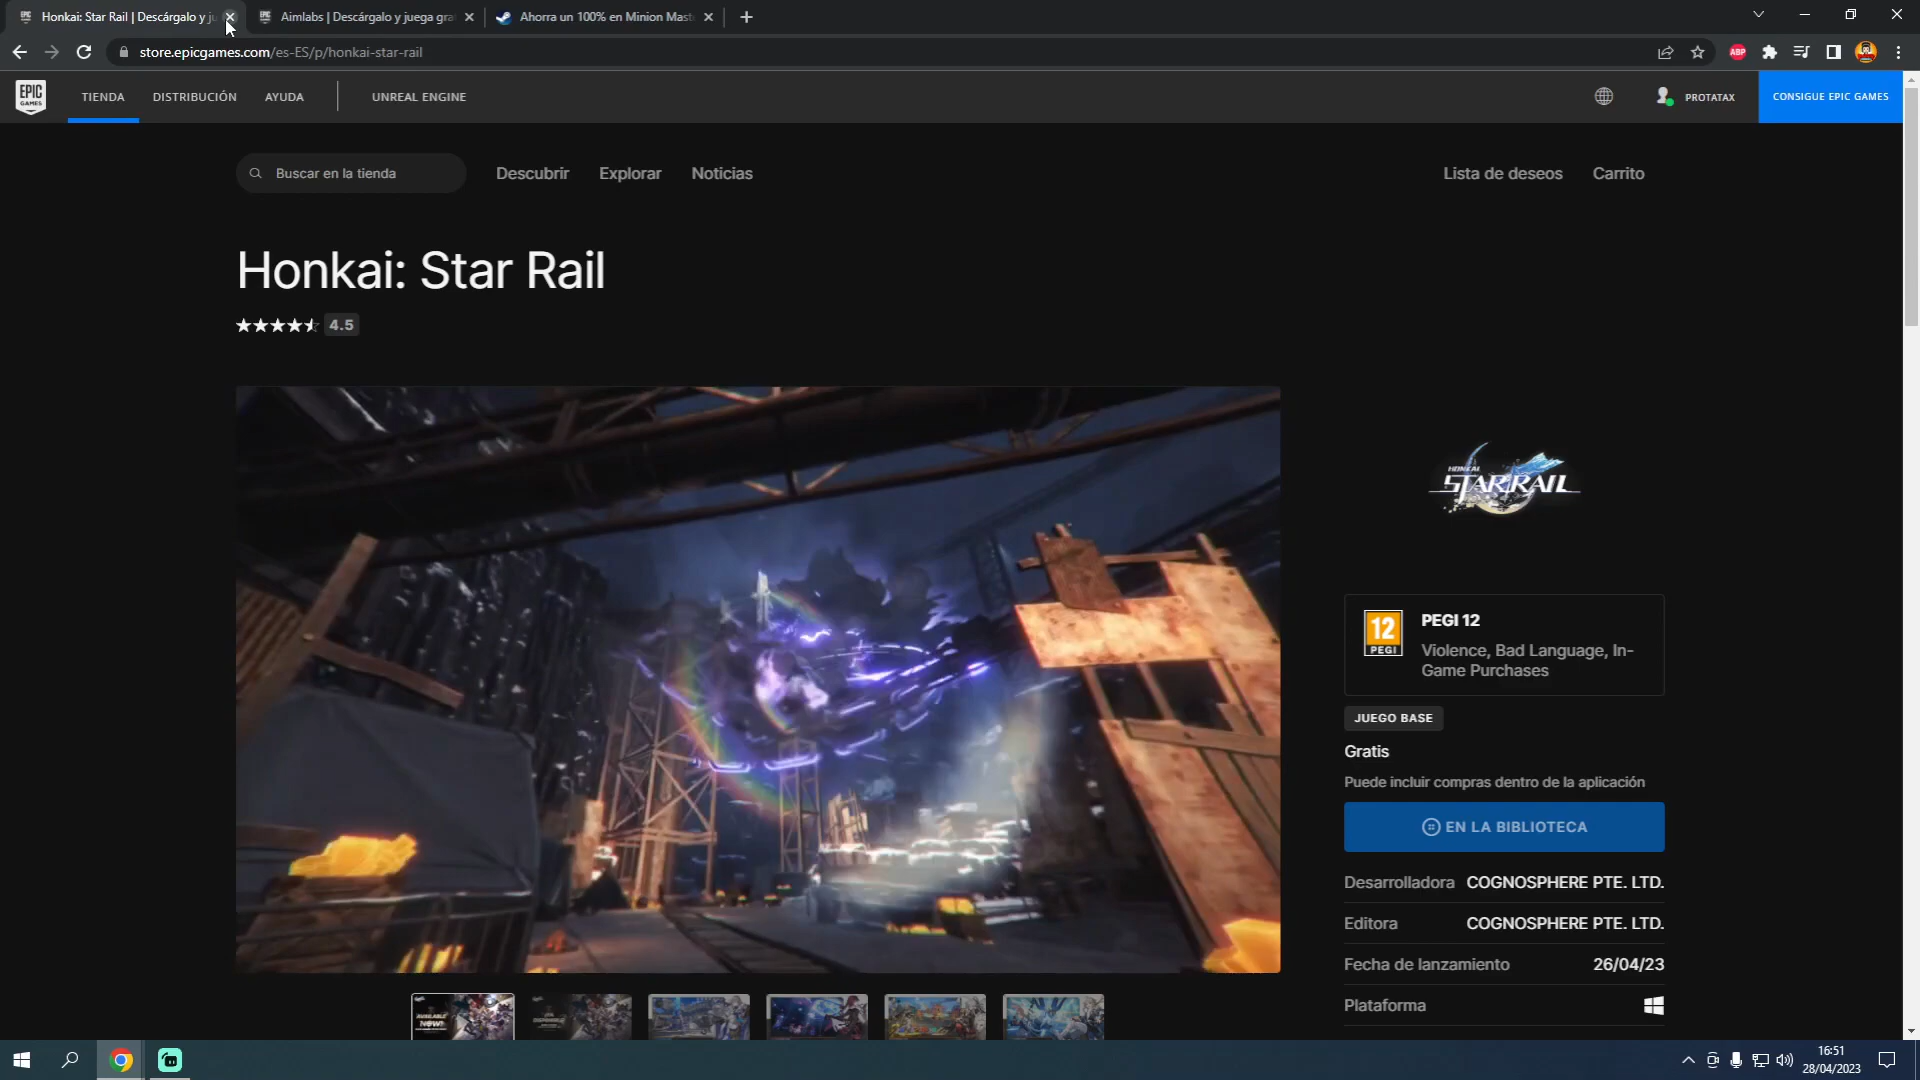 Honkai: Star Rail | Descárgalo y ju
Aimlabs | Descárgalo y juega gra
Ahorra un 100% en Minion Mast
store.epicgames.com/es-ES/p/honkai-star-rail
ABP
EPIC
GAMES
TIENDA
DISTRIBUCIÓN
AYUDA
UNREAL ENGINE
PROTATAX
CONSIGUE EPIC GAMES
Buscar en la tienda
Descubrir
Explorar
Noticias
Lista de deseos
Carrito
Honkai: Star Rail
4.5
HONKAI
STAR RAIL
12
PEGI
PEGI 12
Violence, Bad Language, In-
Game Purchases
JUEGO BASE
Gratis
Puede incluir compras dentro de la aplicación
EN LA BIBLIOTECA
Desarrolladora COGNOSPHERE PTE. LTD.
Editora COGNOSPHERE PTE. LTD.
Fecha de lanzamiento 26/04/23
Plataforma
AVAILABLE
NOW!
16:51
28/04/2023